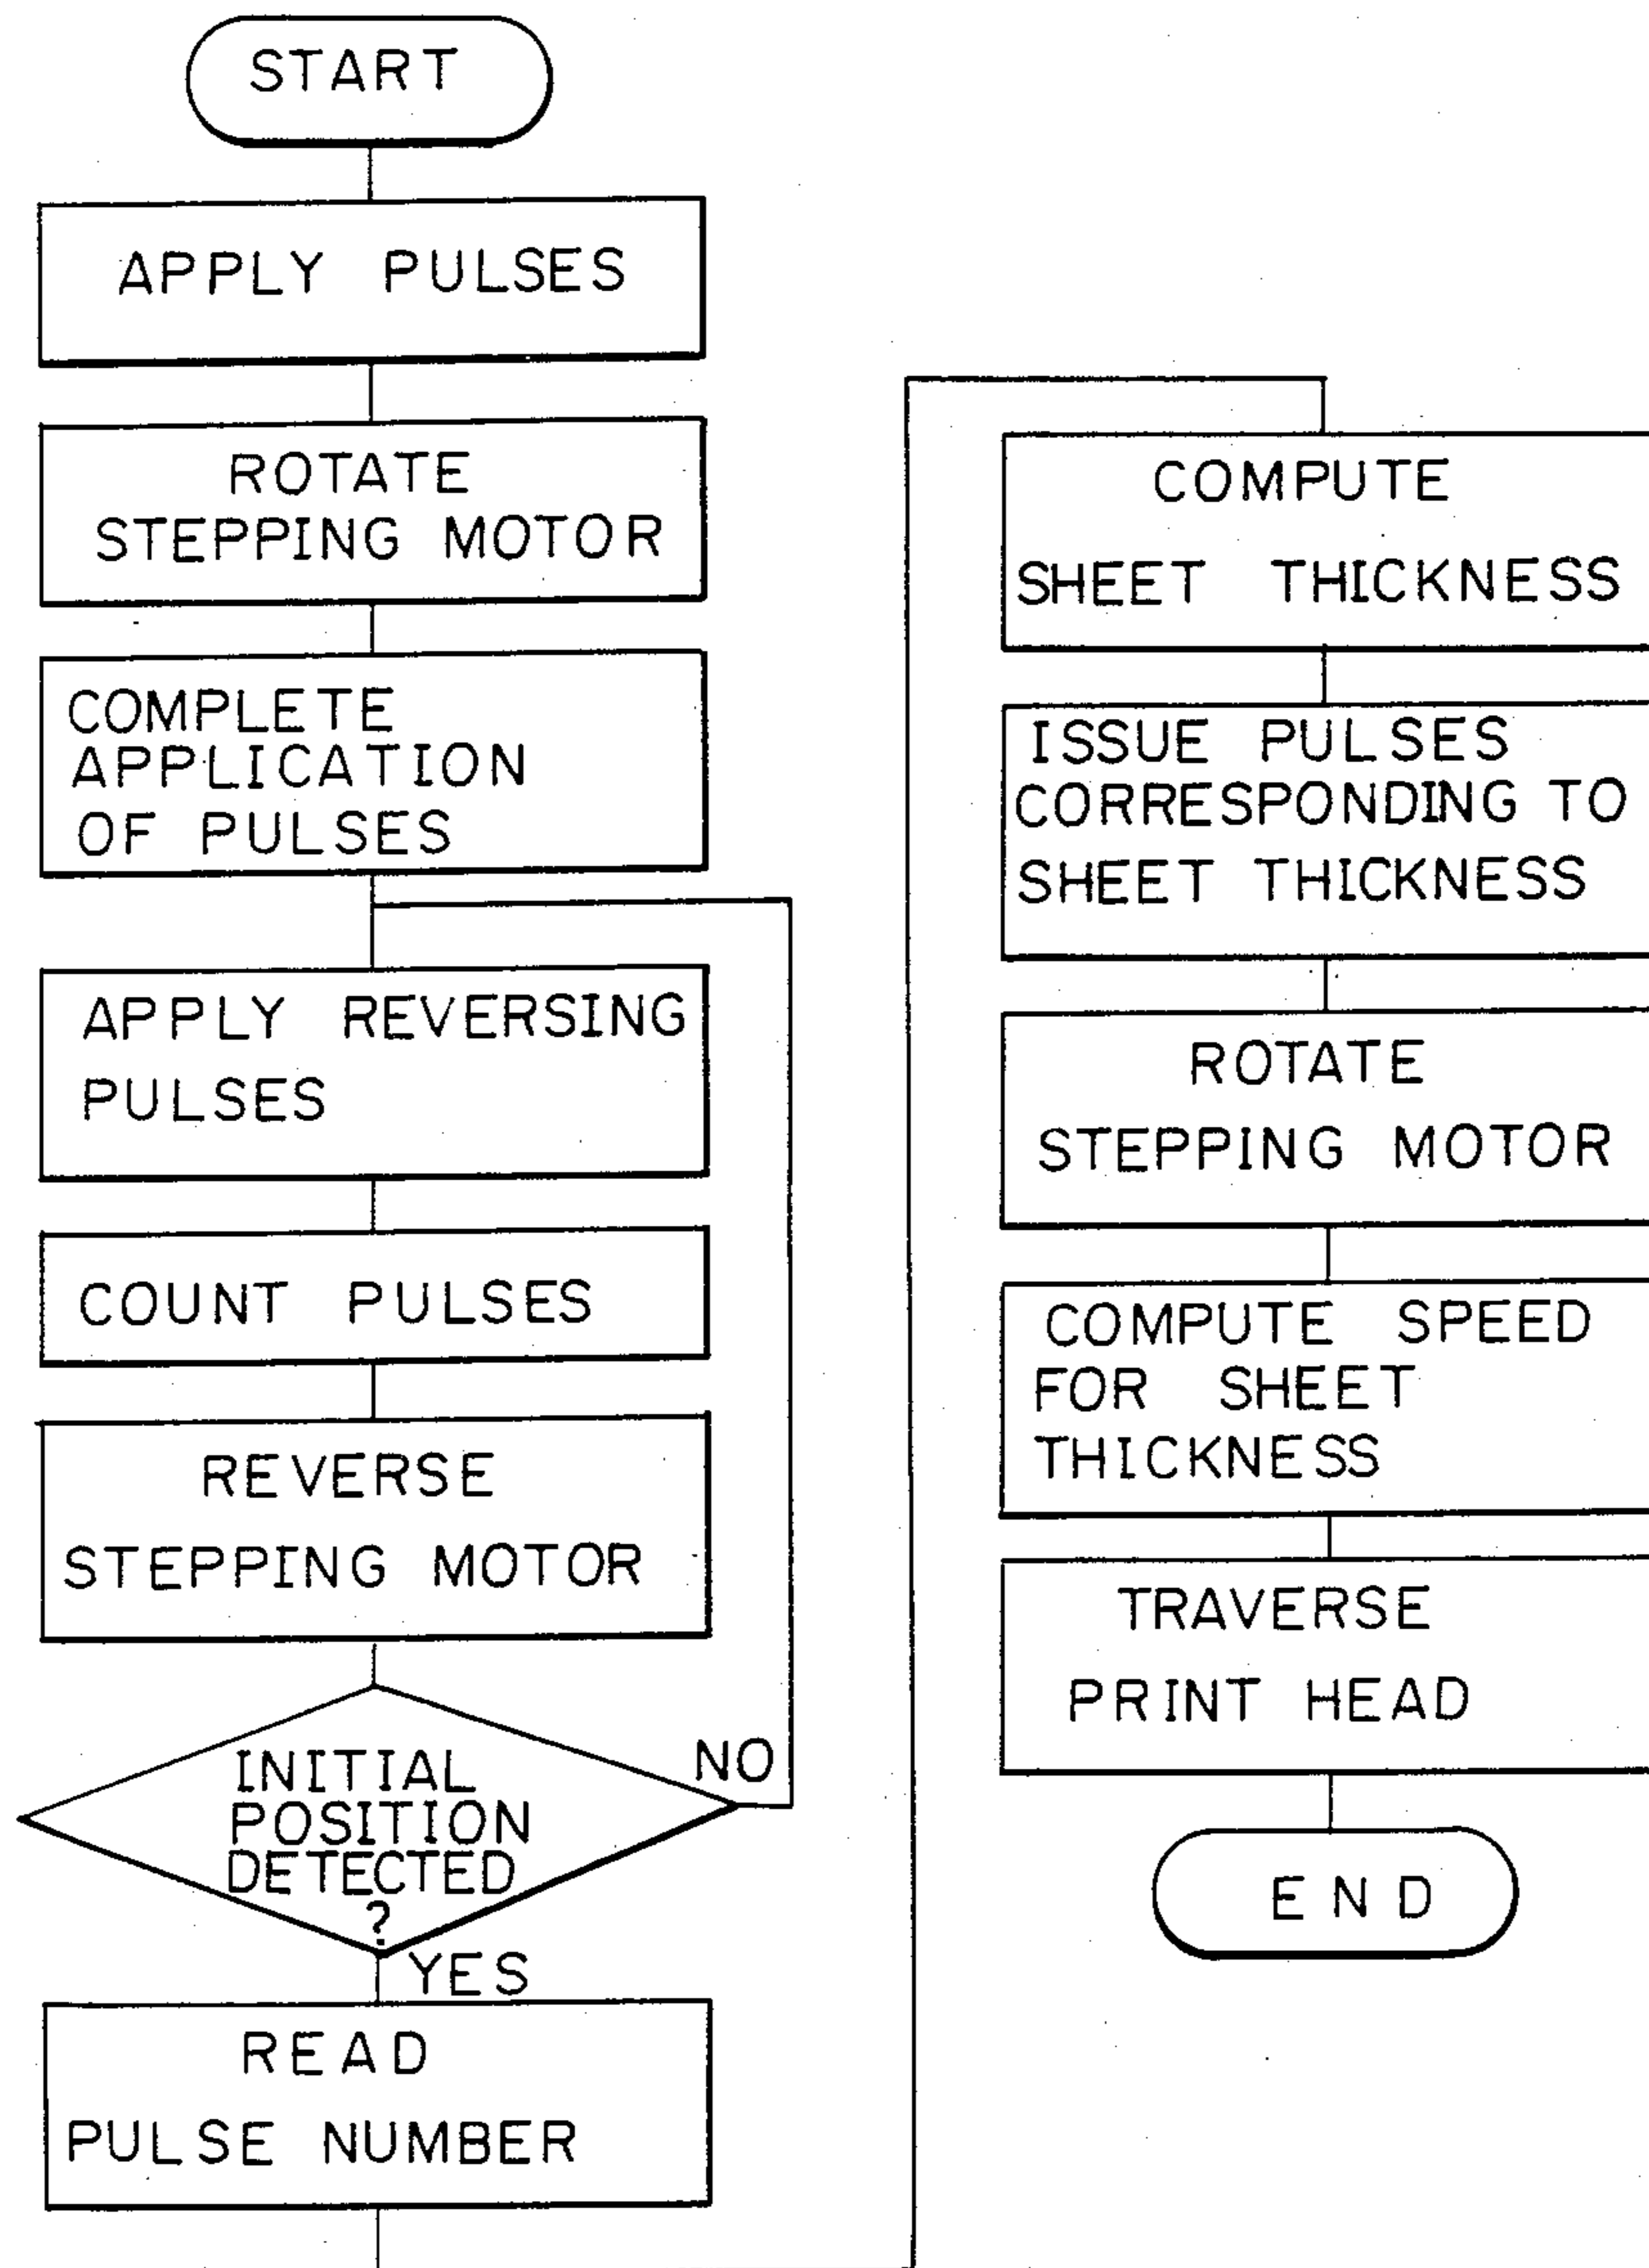 START
APPLY PULSES
ROTATE
STEPPING MOTOR
COMPLETE
APPLICATION
OF PULSES
APPLY REVERSING
PULSES
COUNT PULSES
REVERSE
STEPPING MOTOR
INITIAL
POSITION
DETECTED
?
NO
YES
READ
PULSE NUMBER
COMPUTE
SHEET THICKNESS
ISSUE PULSES
CORRESPONDING TO
SHEET THICKNESS
ROTATE
STEPPING MOTOR
COMPUTE SPEED
FOR SHEET
THICKNESS
TRAVERSE
PRINT HEAD
END